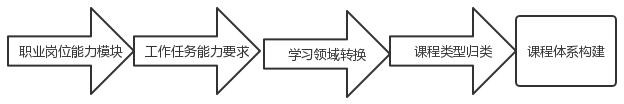 职业岗位能力模块
工作任务能力要求
学习领域转换
课程类型归类
课程体系构建